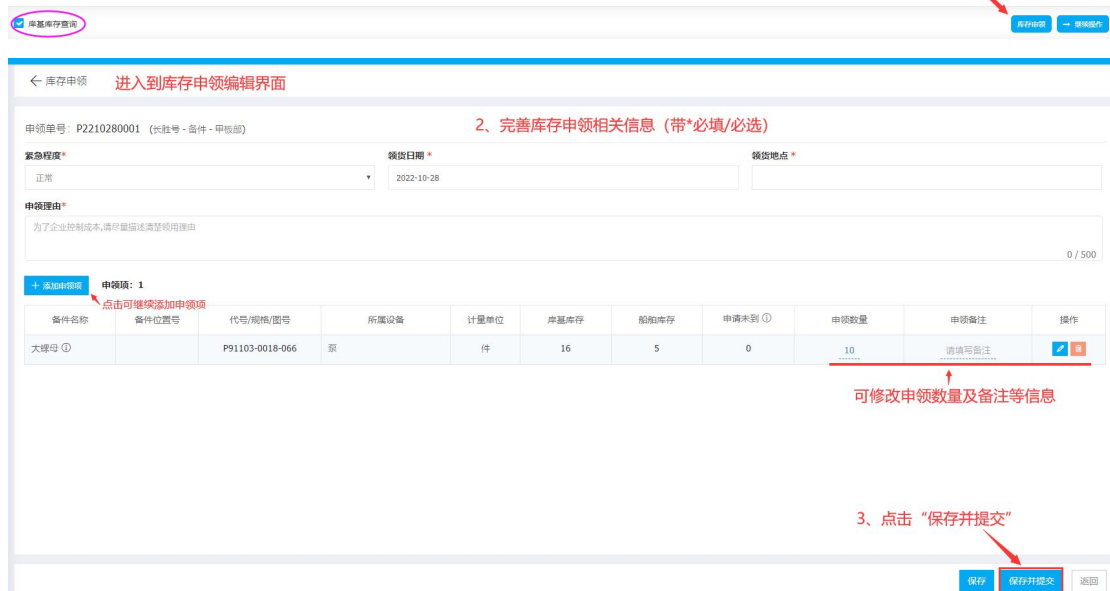 岸基库存查询
库存申领 → 继续操作
← 库存申领 进入到库存申领编辑界面
申领单号: P2210280001 (长胜号 - 备件 - 甲板部) 2、完善库存申领相关信息（带*必填/必选）
紧急程度* 领货日期 * 领货地点 *
正常 2022-10-28
申领理由*
为了企业控制成本,请尽量描述清楚领用理由
0 / 500
+ 添加申领项 申领项: 1
点击可继续添加申领项
备件名称 备件位置号 代号/规格/图号 所属设备 计量单位 岸基库存 船舶库存 申请未到 ⓘ 申领数量 申领备注 操作
大螺母 ⓘ P91103-0018-066 泵 件 16 5 0 10 请填写备注
可修改申领数量及备注等信息
3、点击“保存并提交”
保存 保存并提交 返回